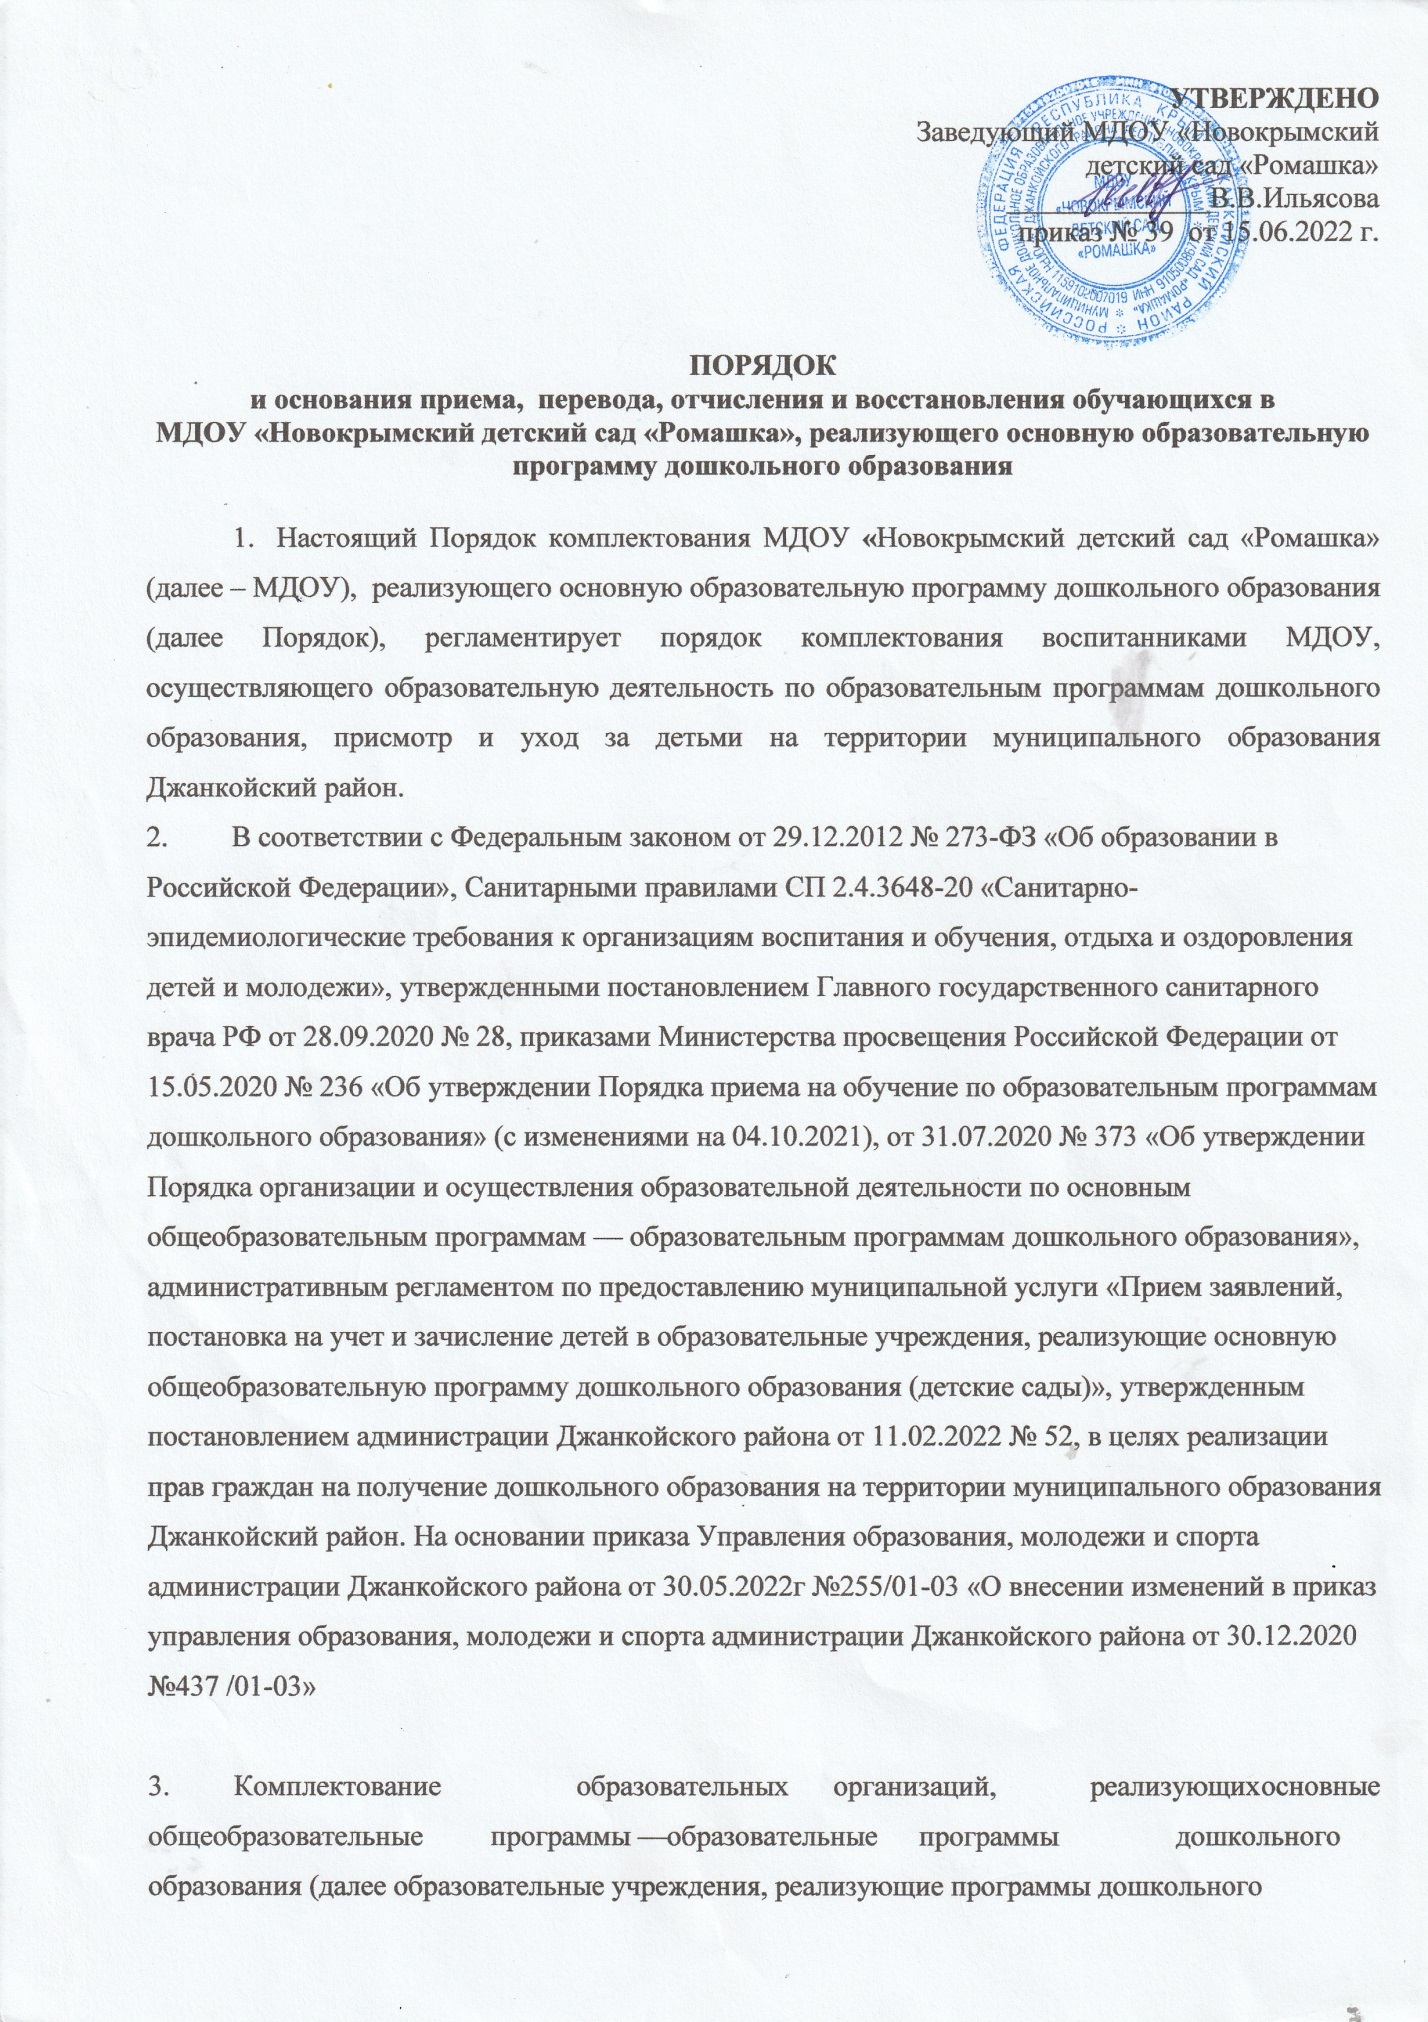 УТВЕРЖДЕНО
Заведующий МДОУ «Новокрымский
детский сад «Ромашка»
В.В.Ильясова
приказ № 39 от 15.06.2022 г.
МДОУ
«НОВОКРЫМСКИЙ
ДЕТСКИЙ САД
«РОМАШКА»
ПОРЯДОК
и основания приема, перевода, отчисления и восстановления обучающихся в
МДОУ «Новокрымский детский сад «Ромашка», реализующего основную образовательную
программу дошкольного образования
1. Настоящий Порядок комплектования МДОУ «Новокрымский детский сад «Ромашка»
(далее – МДОУ), реализующего основную образовательную программу дошкольного образования
(далее Порядок), регламентирует порядок комплектования воспитанниками МДОУ,
осуществляющего образовательную деятельность по образовательным программам дошкольного
образования, присмотр и уход за детьми на территории муниципального образования
Джанкойский район.
2. В соответствии с Федеральным законом от 29.12.2012 № 273-ФЗ «Об образовании в
Российской Федерации», Санитарными правилами СП 2.4.3648-20 «Санитарно-
эпидемиологические требования к организациям воспитания и обучения, отдыха и оздоровления
детей и молодежи», утвержденными постановлением Главного государственного санитарного
врача РФ от 28.09.2020 № 28, приказами Министерства просвещения Российской Федерации от
15.05.2020 № 236 «Об утверждении Порядка приема на обучение по образовательным программам
дошкольного образования» (с изменениями на 04.10.2021), от 31.07.2020 № 373 «Об утверждении
Порядка организации и осуществления образовательной деятельности по основным
общеобразовательным программам — образовательным программам дошкольного образования»,
административным регламентом по предоставлению муниципальной услуги «Прием заявлений,
постановка на учет и зачисление детей в образовательные учреждения, реализующие основную
общеобразовательную программу дошкольного образования (детские сады)», утвержденным
постановлением администрации Джанкойского района от 11.02.2022 № 52, в целях реализации
прав граждан на получение дошкольного образования на территории муниципального образования
Джанкойский район. На основании приказа Управления образования, молодежи и спорта
администрации Джанкойского района от 30.05.2022г №255/01-03 «О внесении изменений в приказ
управления образования, молодежи и спорта администрации Джанкойского района от 30.12.2020
№437 /01-03»
3. Комплектование образовательных организаций, реализующихосновные
общеобразовательные программы —образовательные программы дошкольного
образования (далее образовательные учреждения, реализующие программы дошкольного